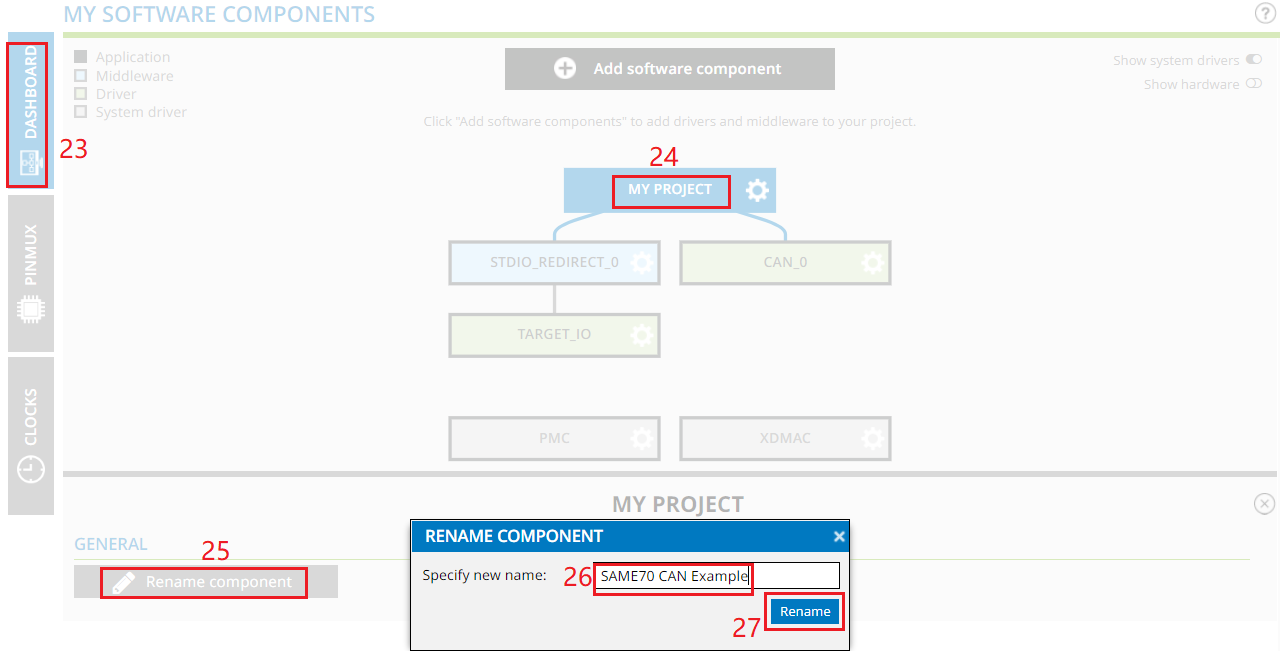 MY SOFTWARE COMPONENTS
?
DASHBOARD
23
PINMUX
CLOCKS
Application
Middleware
Driver
System driver
Add software component
Show system drivers
Show hardware
Click "Add software components" to add drivers and middleware to your project.
24
MY PROJECT
STDIO_REDIRECT_0
CAN_0
TARGET_IO
PMC
XDMAC
MY PROJECT
GENERAL
25
Rename component
RENAME COMPONENT
Specify new name:
26
SAME70 CAN Example
27
Rename